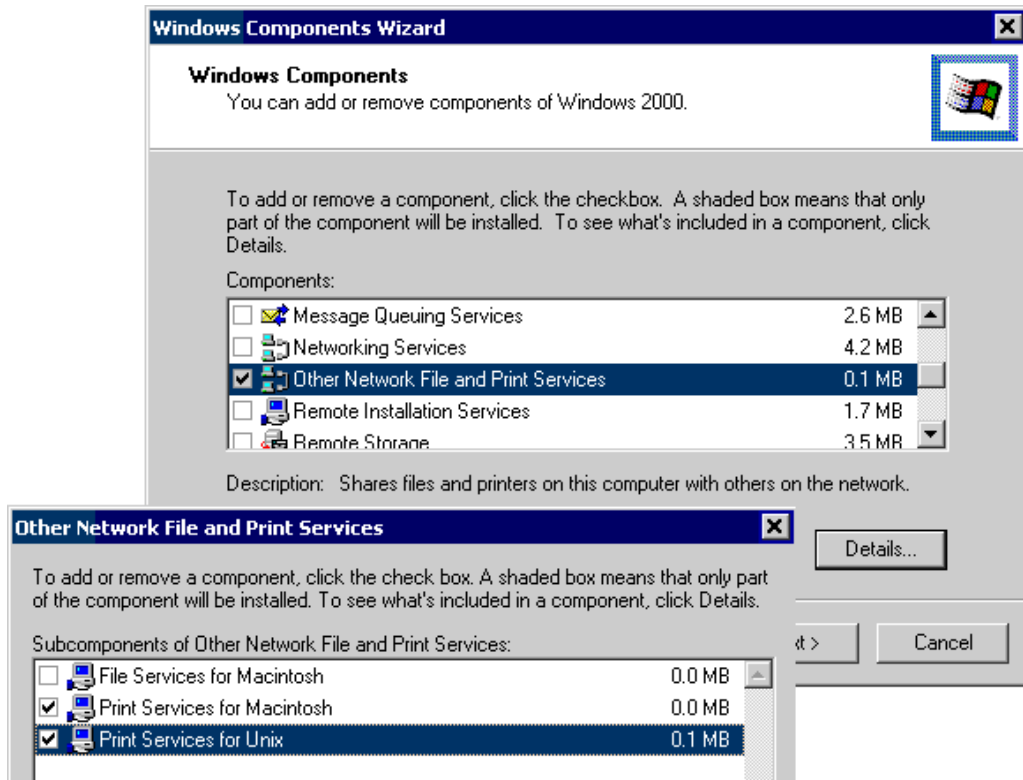 Windows Components Wizard
Windows Components
You can add or remove components of Windows 2000.
To add or remove a component, click the checkbox. A shaded box means that only
part of the component will be installed. To see what's included in a component, click
Details.
Components:
Message Queuing Services 2.6 MB
Networking Services 4.2 MB
Other Network File and Print Services 0.1 MB
Remote Installation Services 1.7 MB
Remote Storage 3.5 MB
Description: Shares files and printers on this computer with others on the network.
Details...
xt >
Cancel
Other Network File and Print Services
To add or remove a component, click the check box. A shaded box means that only part
of the component will be installed. To see what's included in a component, click Details.
Subcomponents of Other Network File and Print Services:
File Services for Macintosh 0.0 MB
Print Services for Macintosh 0.0 MB
Print Services for Unix 0.1 MB